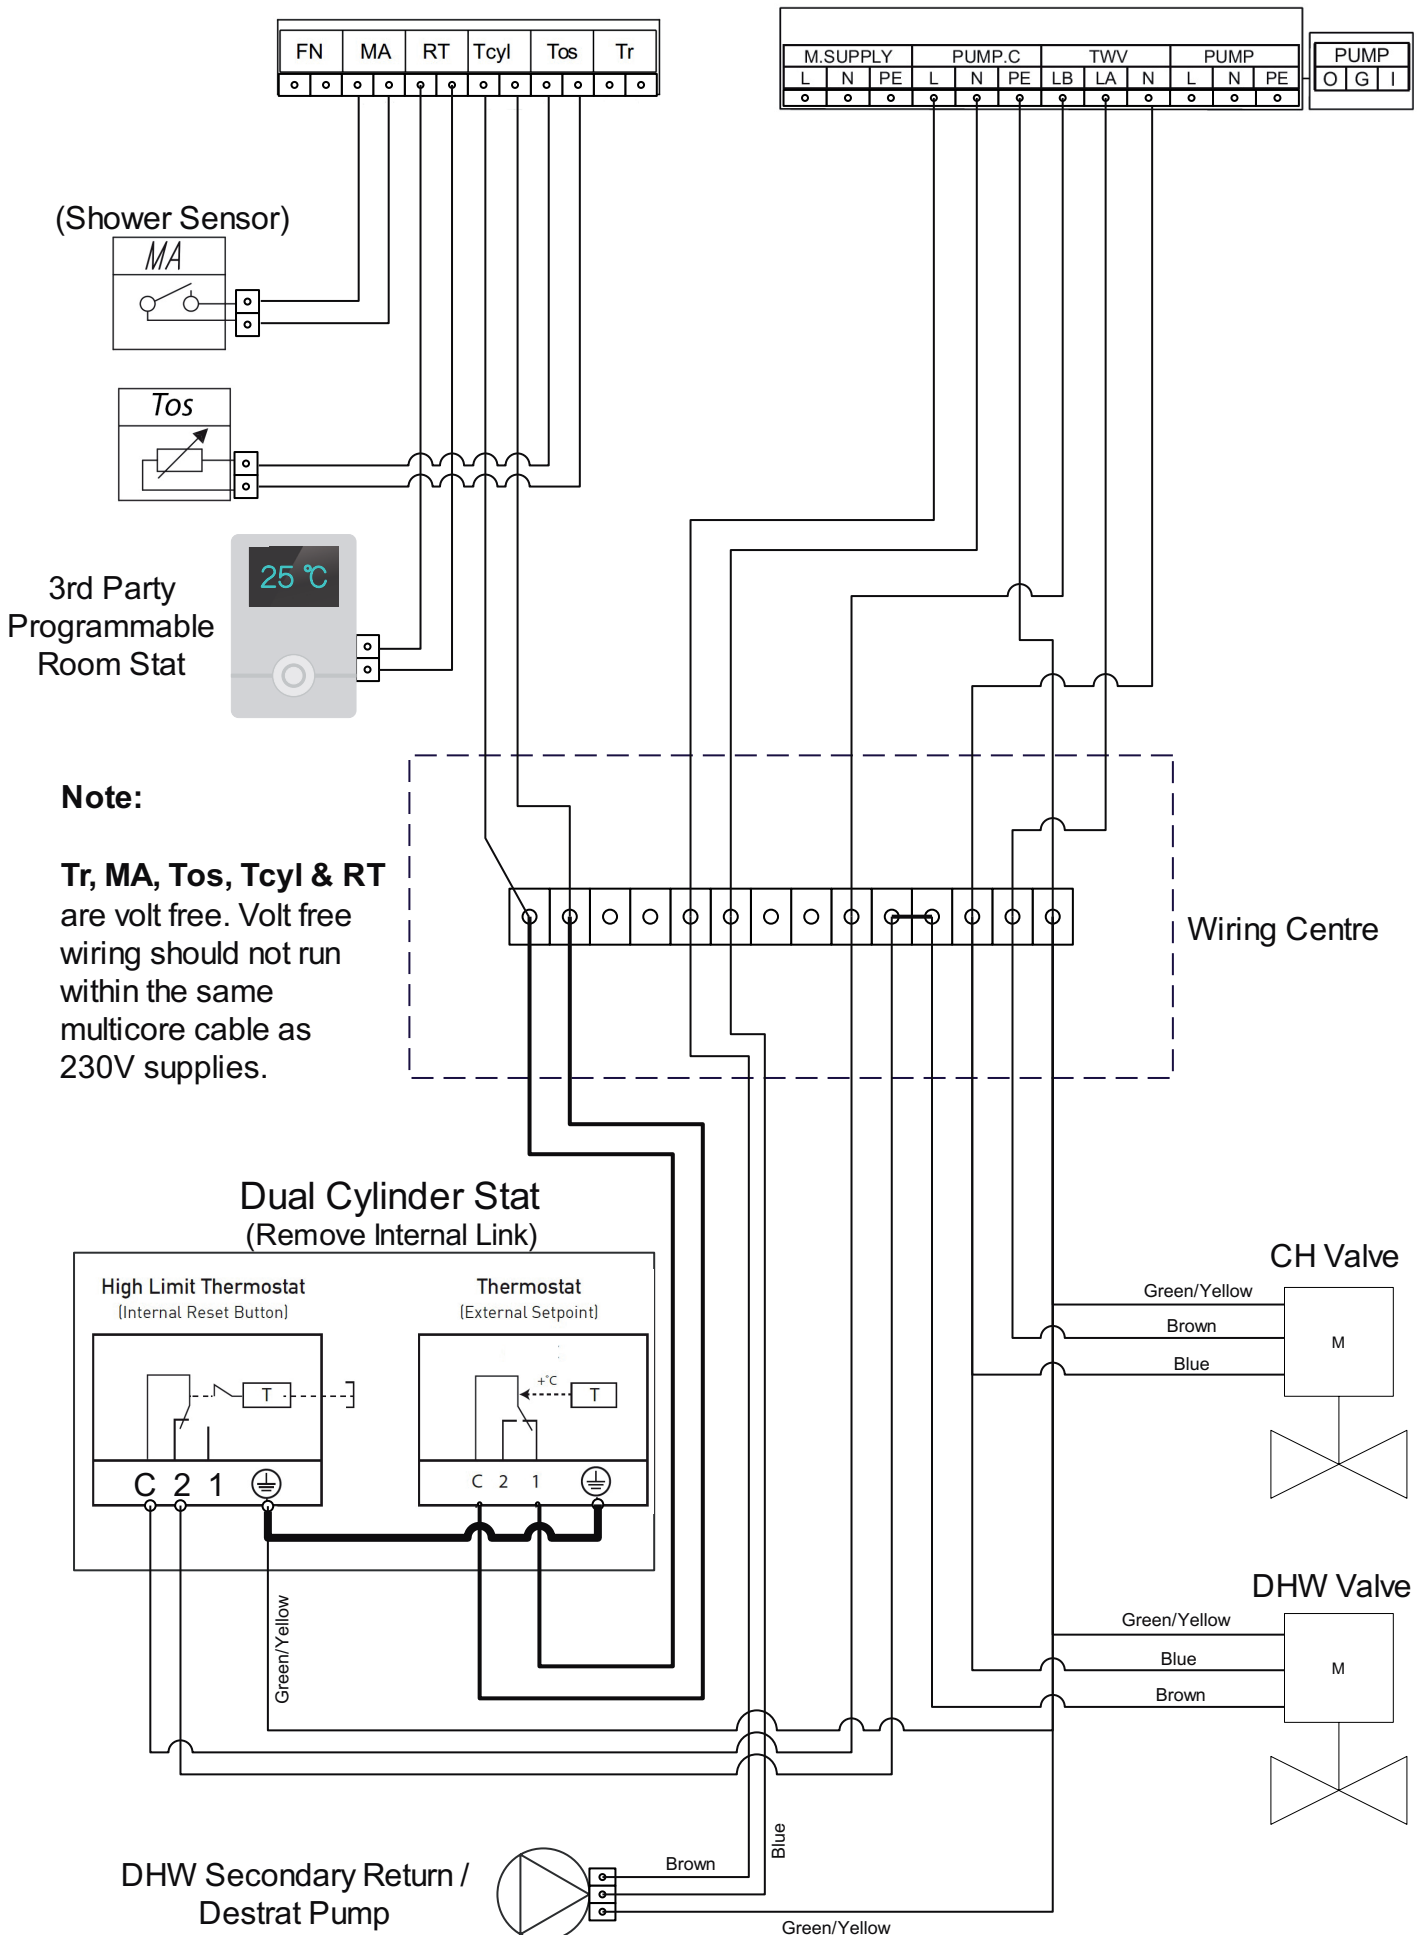 FN MA RT Tcyl Tos Tr
M.SUPPLY PUMP.C TWV PUMP
L N PE L N PE LB LA N L N PE
PUMP
O G I
(Shower Sensor)
MA
Tos
25 °C
3rd Party
Programmable
Room Stat
Note:
Tr, MA, Tos, Tcyl & RT
are volt free. Volt free
wiring should not run
within the same
multicore cable as
230V supplies.
Wiring Centre
Dual Cylinder Stat
(Remove Internal Link)
High Limit Thermostat
(Internal Reset Button)
T
C 2 1
Thermostat
(External Setpoint)
+°C
T
C 2 1
Green/Yellow
CH Valve
Green/Yellow
Brown
Blue
M
DHW Valve
Green/Yellow
Blue
Brown
M
DHW Secondary Return /
Destrat Pump
Brown
Blue
Green/Yellow